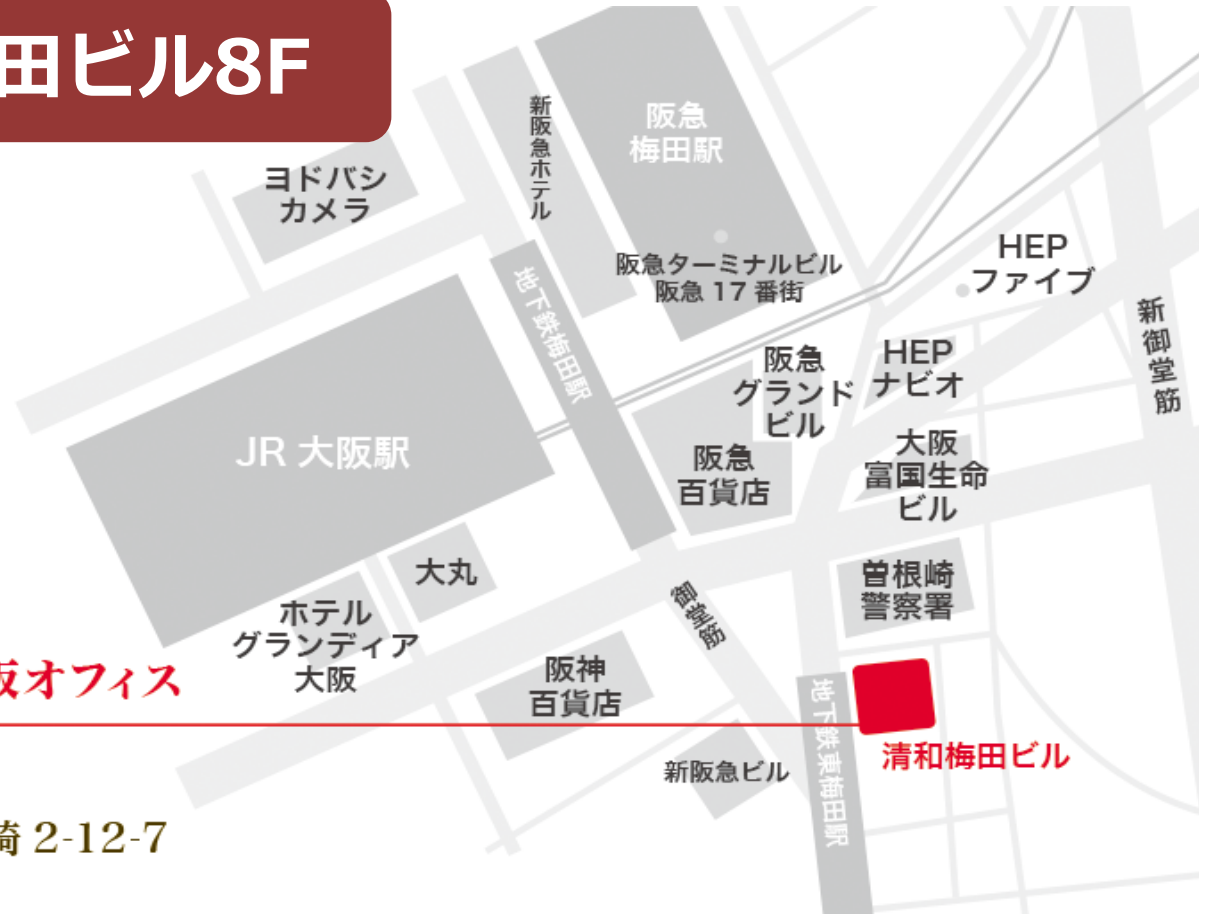 田ビル8F
新阪急ホテル
阪急
梅田駅
ヨドバシ
カメラ
HEP
ファイブ
阪急ターミナルビル
阪急 17 番街
地下鉄梅田駅
新御堂筋
阪急
グランド
ビル
HEP
ナビオ
JR 大阪駅
阪急
百貨店
大阪
富国生命
ビル
大丸
曽根崎
警察署
御堂筋
ホテル
グランディア
大阪
阪神
百貨店
阪オフィス
地下鉄東梅田駅
清和梅田ビル
新阪急ビル
崎 2-12-7